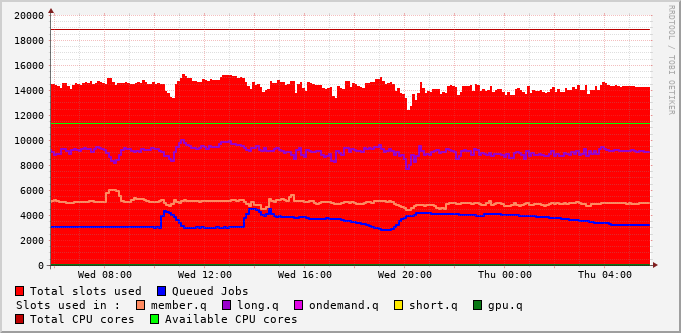 20000
18000
16000
14000
12000
10000
8000
6000
4000
2000
0
Wed 08:00 Wed 12:00 Wed 16:00 Wed 20:00 Thu 00:00 Thu 04:00
RRDTOOL / TOBI OETIKER
Total slots used Queued Jobs
Slots used in : member.q long.q ondemand.q short.q gpu.q
Total CPU cores Available CPU cores